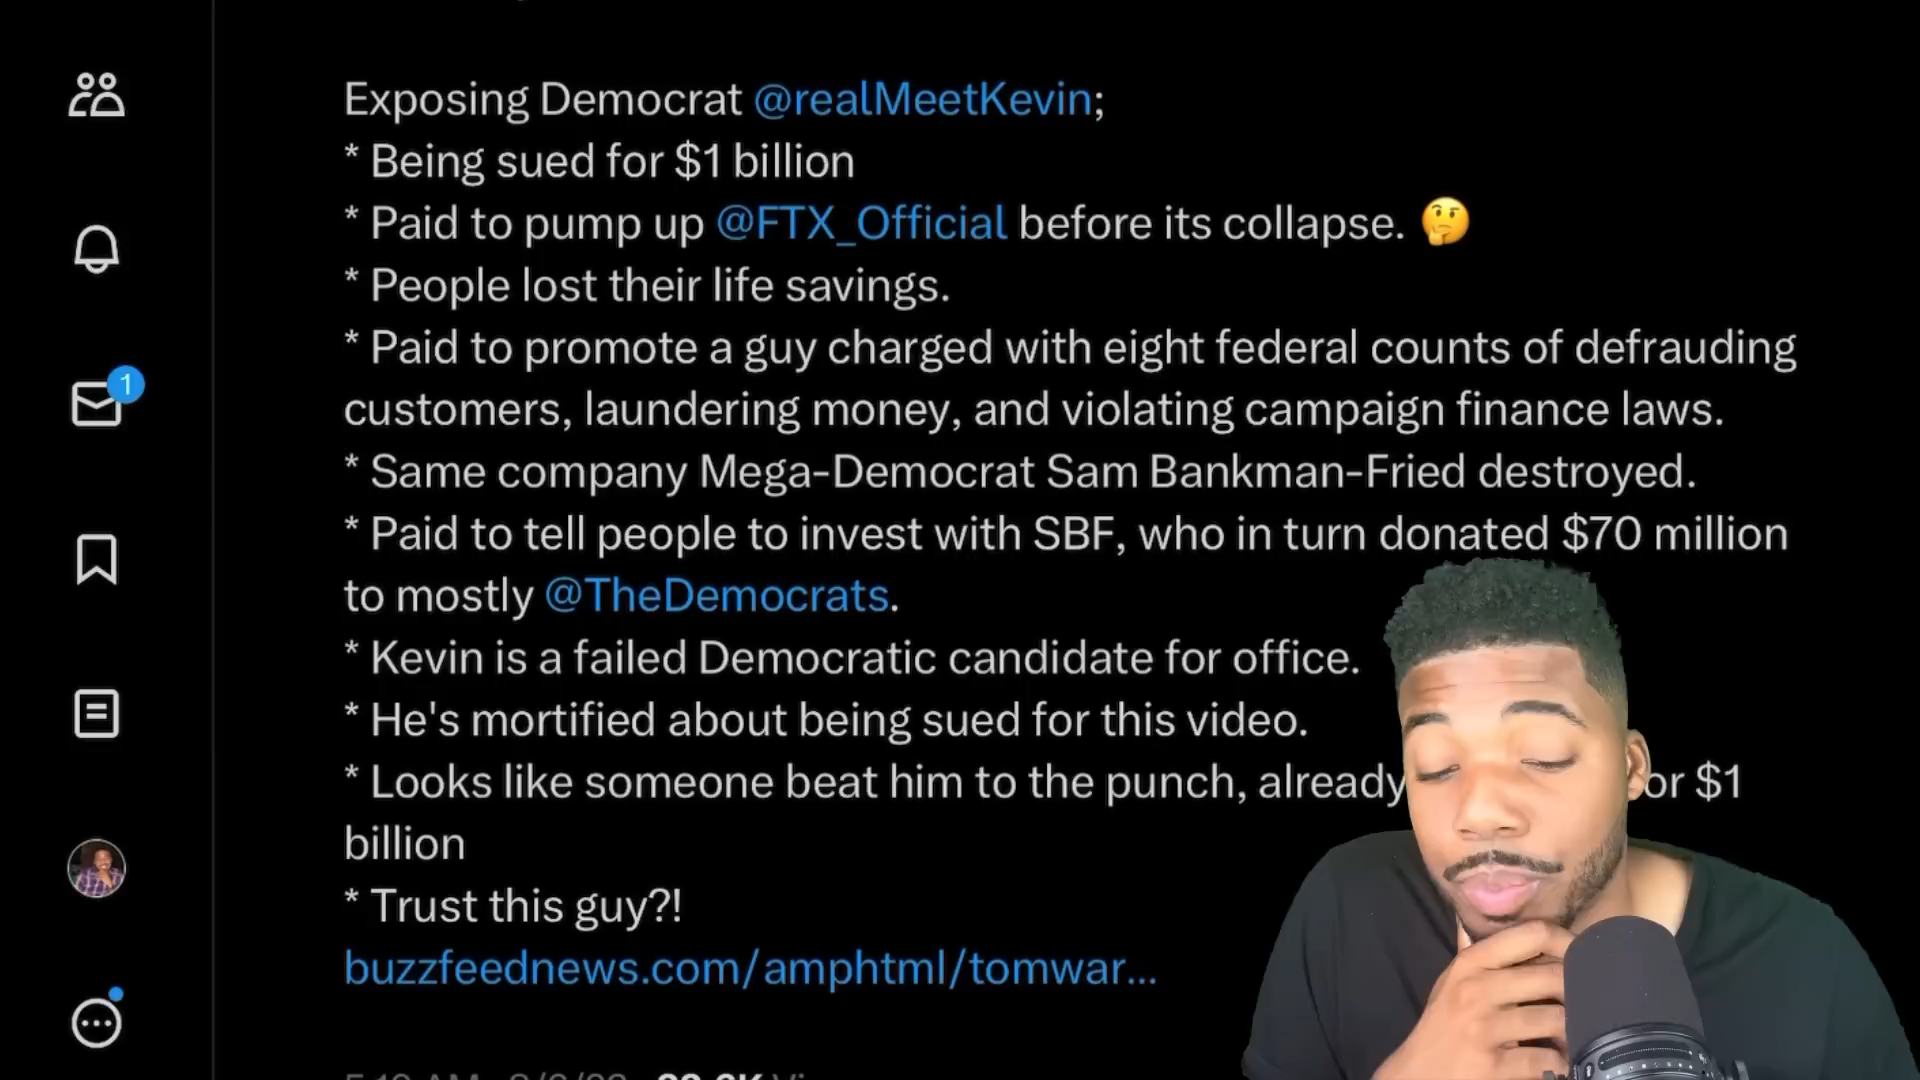 Exposing Democrat @realMeetKevin;
* Being sued for $1 billion
* Paid to pump up @FTX_Official before its collapse. 🤔
* People lost their life savings.
* Paid to promote a guy charged with eight federal counts of defrauding
customers, laundering money, and violating campaign finance laws.
* Same company Mega-Democrat Sam Bankman-Fried destroyed.
* Paid to tell people to invest with SBF, who in turn donated $70 million
to mostly @TheDemocrats.
* Kevin is a failed Democratic candidate for office.
* He's mortified about being sued for this video.
* Looks like someone beat him to the punch, already or $1
billion
* Trust this guy?!
buzzfeednews.com/amphtml/tomwar...
1